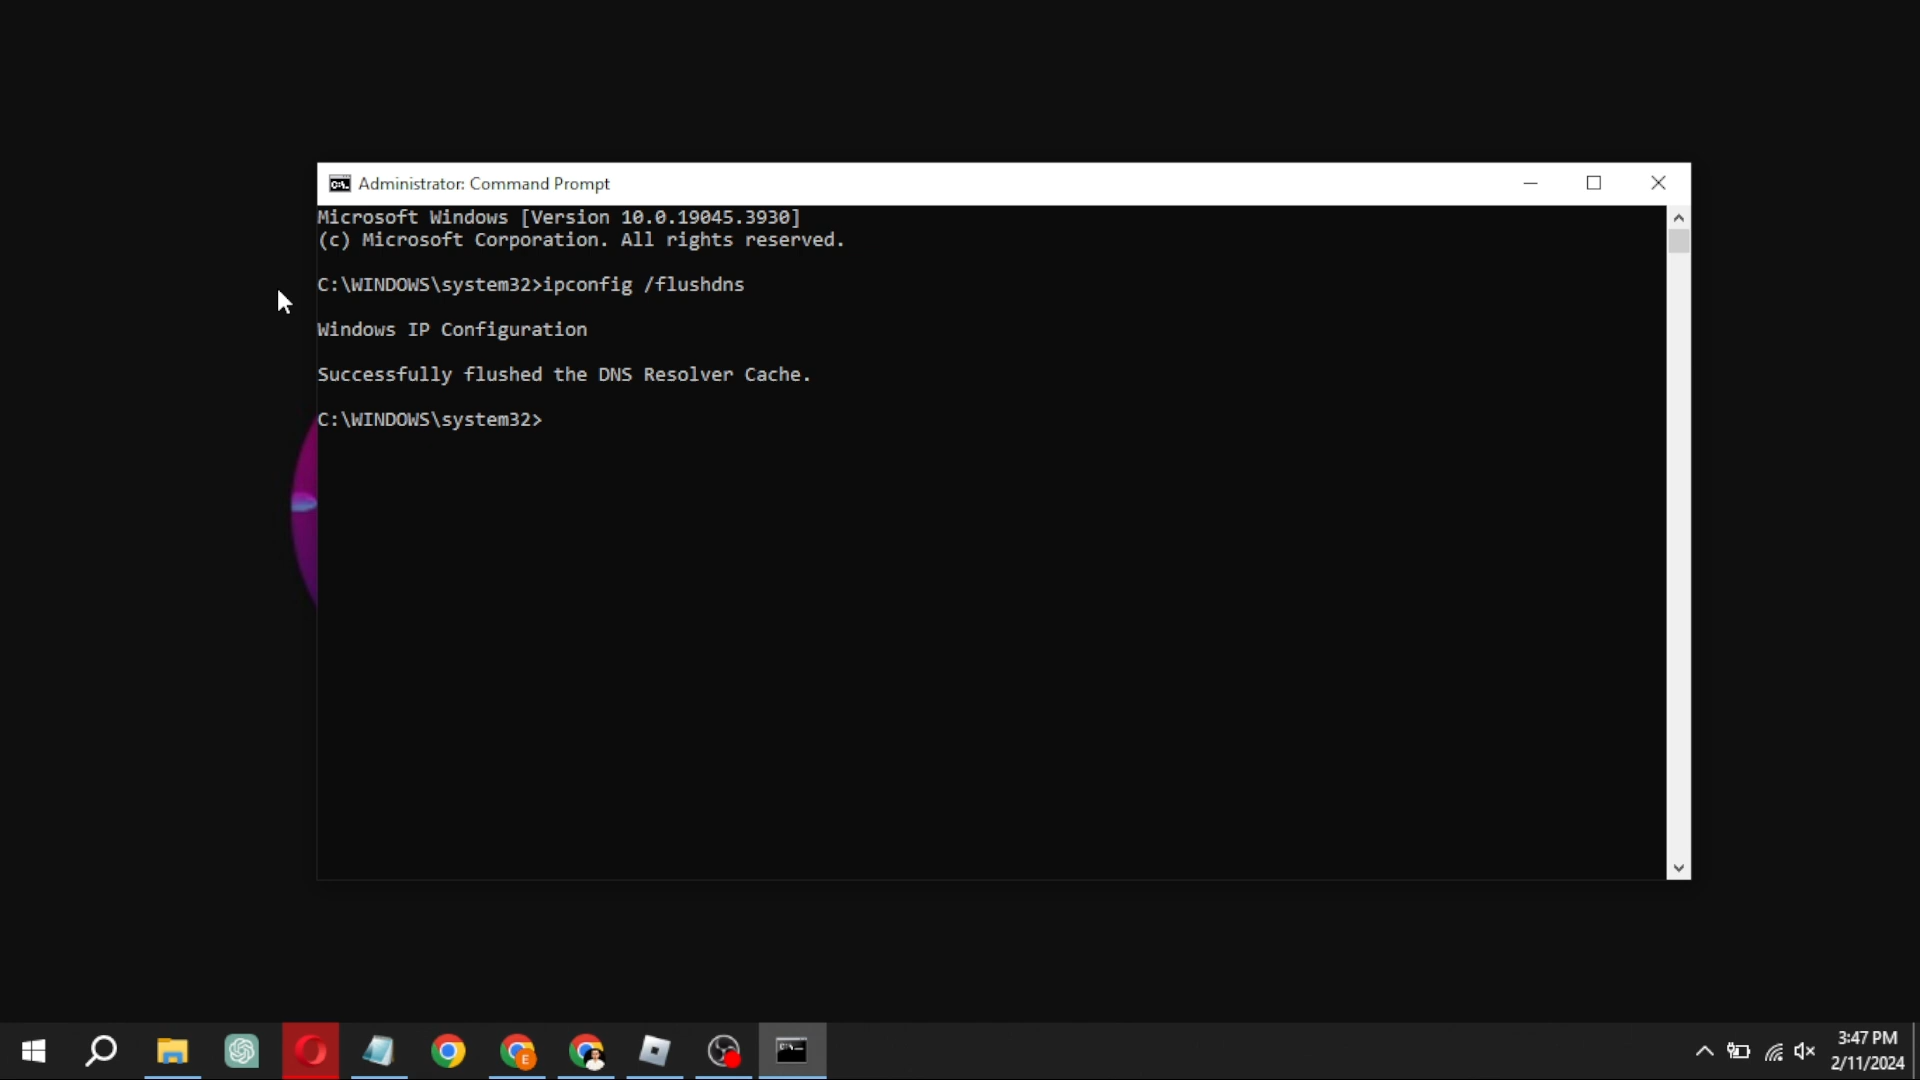 Administrator: Command Prompt
Microsoft Windows [Version 10.0.19045.3930]
(c) Microsoft Corporation. All rights reserved.
C:\WINDOWS\system32>ipconfig /flushdns
Windows IP Configuration
Successfully flushed the DNS Resolver Cache.
C:\WINDOWS\system32>
E
3:47 PM
2/11/2024